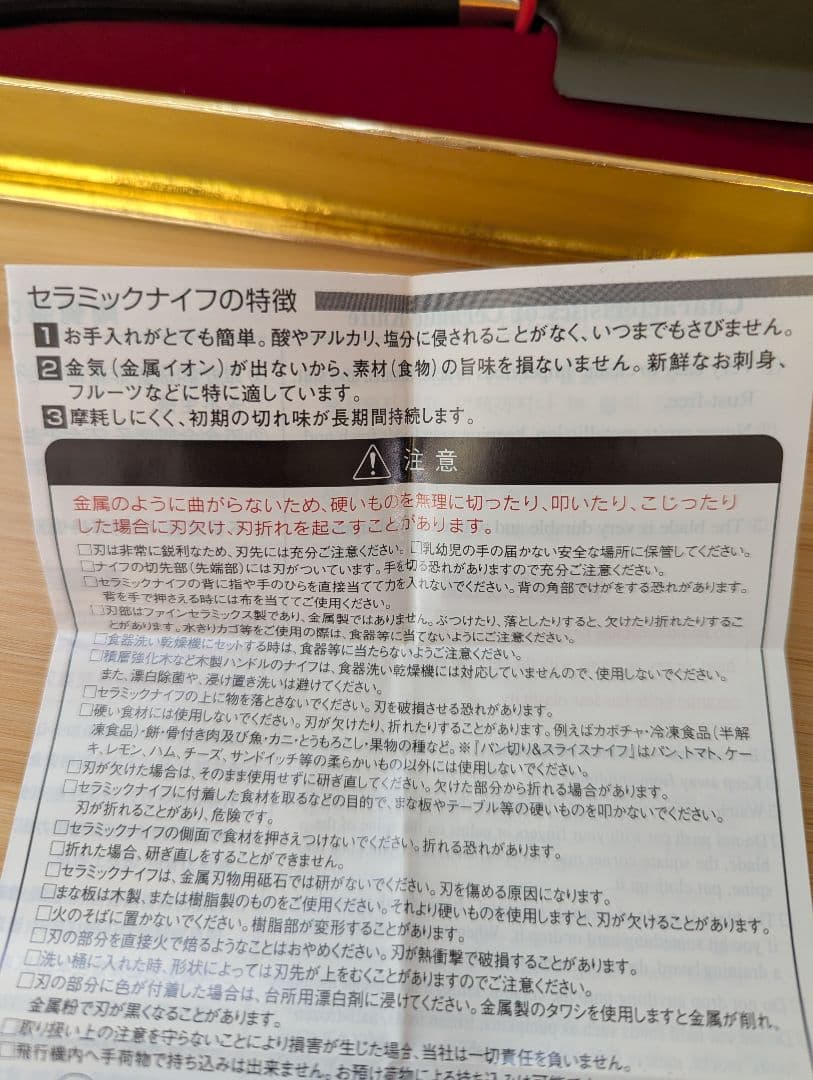 セラミックナイフの特徴
1 お手入れがとても簡単。酸やアルカリ、塩分に侵されることがなく、いつまでもさびません。
2 金気(金属イオン)が出ないから、素材(食物)の旨味を損ないません。新鮮なお刺身、
フルーツなどに特に適しています。
3 摩耗しにくく、初期の切れ味が長期間持続します。
注意
金属のように曲がらないため、硬いものを無理に切ったり、叩いたり、こじったり
した場合に刃欠け、刃折れを起こすことがあります。
□刃は非常に鋭利なため、刃先には充分ご注意ください。□乳幼児の手の届かない安全な場所に保管してください。
□ナイフの切先部(先端部)には刃がついています。手を切る恐れがありますので充分ご注意ください。
□セラミックナイフの背に指や手のひらを直接当てて力を入れないでください。背の角部でけがをする恐れがあります。
背を手で押さえる時には布を当ててご使用ください。
□刃部はファインセラミックス製であり、金属製ではありません。ぶつけたり、落としたりすると、欠けたり折れたりするこ
とがあります。水きりカゴ等をご使用の際は、食器等に当てないようにご注意ください。
□食器洗い乾燥機にセットする時は、食器等に当たらないようご注意ください。
□積層強化木など木製ハンドルのナイフは、食器洗い乾燥機には対応していませんので、使用しないでください。
また、漂白除菌や、浸け置き洗いは避けてください。
□セラミックナイフの上に物を落とさないでください。刃を破損させる恐れがあります。
□硬い食材には使用しないでください。刃が欠けたり、折れたりすることがあります。例えばカボチャ・冷凍食品(半解
凍食品)・餅・骨付き肉及び魚・カニ・とうもろこし・果物の種など。※「パン切り&スライスナイフ」はパン、トマト、ケー
キ、レモン、ハム、チーズ、サンドイッチ等の柔らかいもの以外には使用しないでください。
□刃が欠けた場合は、そのまま使用せずに研ぎ直してください。欠けた部分から折れる場合があります。
□セラミックナイフに付着した食材を取るなどの目的で、まな板やテーブル等の硬いものを叩かないでください。
刃が折れることがあり、危険です。
□セラミックナイフの側面で食材を押さえつけないでください。折れる恐れがあります。
□折れた場合、研ぎ直しをすることができません。
□セラミックナイフは、金属刃物用砥石では研がないでください。刃を傷める原因になります。
□まな板は木製、または樹脂製のものをご使用ください。それより硬いものを使用しますと、刃が欠けることがあります。
□火のそばに置かないでください。樹脂部が変形することがあります。
□刃の部分を直接火で焙るようなことはおやめください。刃が熱衝撃で破損することがあります。
□洗い桶に入れた時、形状によっては刃先が上をむくことがありますのでご注意ください。
□刃の部分に色が付着した場合は、台所用漂白剤に浸けてください。金属製のタワシを使用しますと金属が削れ、
金属粉で刃が黒くなることがあります。
□取り扱い上の注意を守らないことにより損害が生じた場合、当社は一切責任を負いません。
□飛行機内へ手荷物で持ち込みは出来ません。お預け荷物による持ち込みは可能で